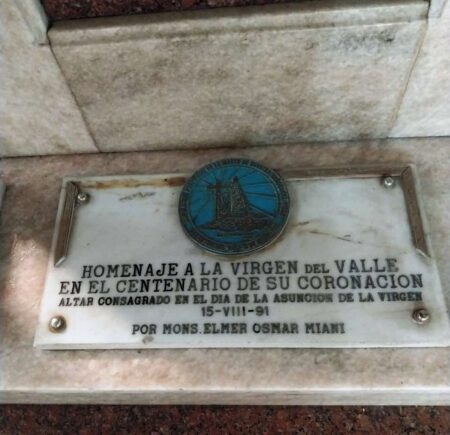 HOMENAJE A LA VIRGEN DEL VALLE
EN EL CENTENARIO DE SU CORONACION
ALTAR CONSAGRADO EN EL DIA DE LA ASUNCION DE LA VIRGEN
15-VIII-91
POR MONS. ELMER OSMAR MIANI